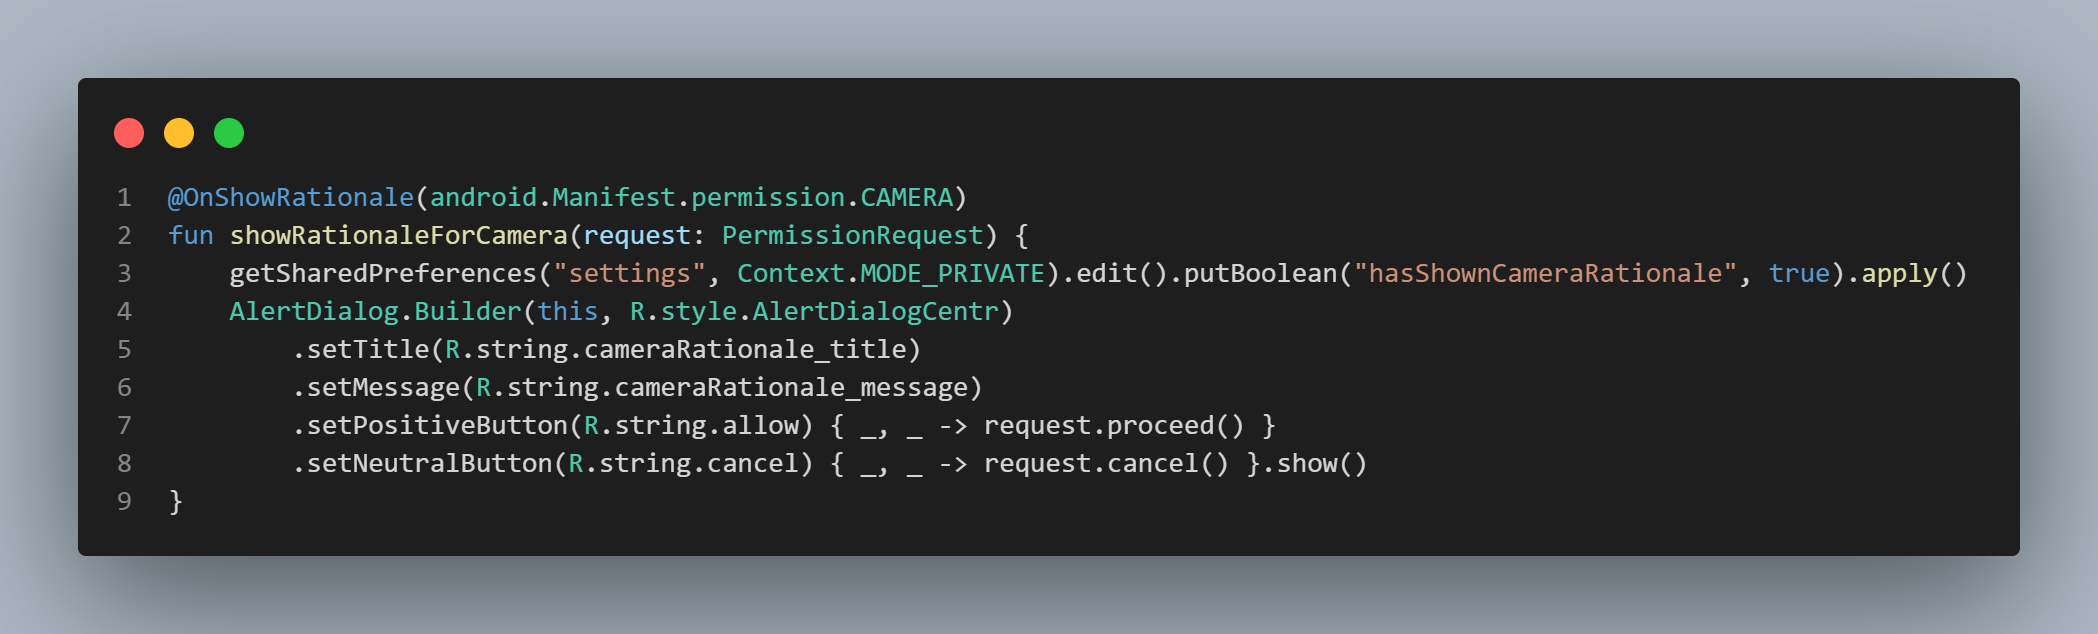 1 @OnShowRationale(android.Manifest.permission.CAMERA)
2 fun showRationaleForCamera(request: PermissionRequest) {
3     getSharedPreferences("settings", Context.MODE_PRIVATE).edit().putBoolean("hasShownCameraRationale", true).apply()
4     AlertDialog.Builder(this, R.style.AlertDialogCentr)
5         .setTitle(R.string.cameraRationale_title)
6         .setMessage(R.string.cameraRationale_message)
7         .setPositiveButton(R.string.allow) { _, _ -> request.proceed() }
8         .setNeutralButton(R.string.cancel) { _, _ -> request.cancel() }.show()
9 }